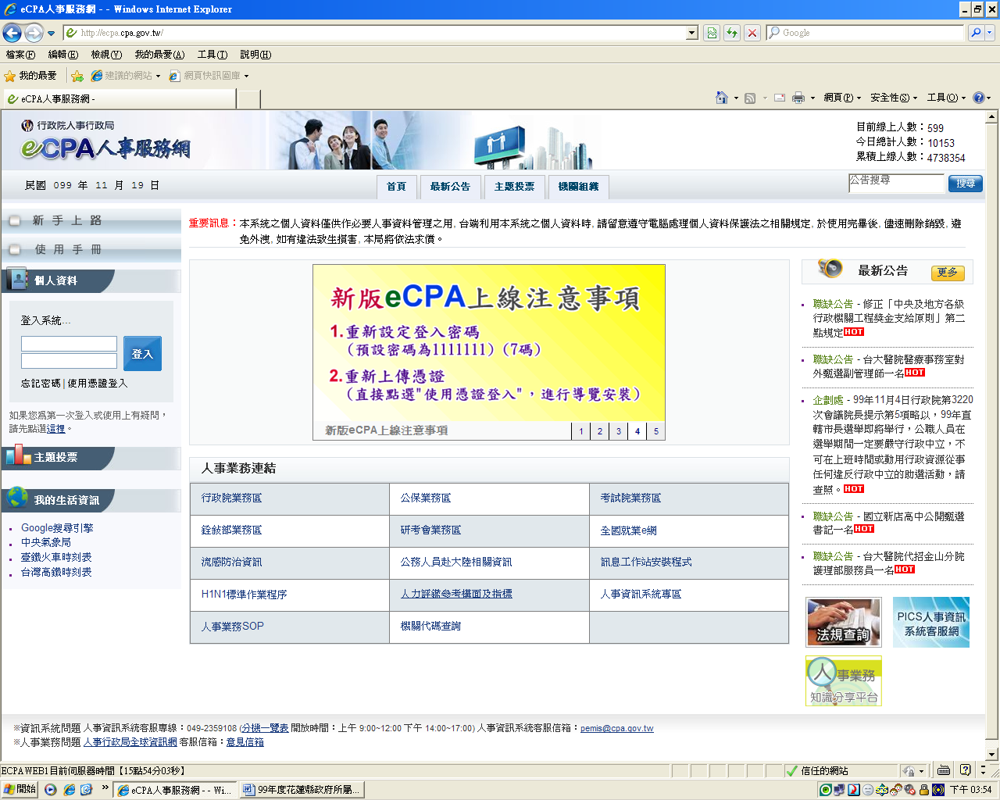 eCPA人事服務網 - - Windows Internet Explorer
http://ecpa.cpa.gov.tw/
Google
檔案(F) 編輯(E) 檢視(V) 我的最愛(A) 工具(T) 說明(H)
我的最愛 建議的網站 網頁快訊圖庫
eCPA人事服務網 -
網頁(P) 安全性(S) 工具(O)
行政院人事行政局
eCPA人事服務網
目前線上人數：599
今日總計人數：10153
累積上線人數：4738354
民國 099 年 11 月 19 日
首頁 最新公告 主題投票 機關組織
公告搜尋 搜尋
新手上路
使用手冊
個人資料
登入系統...
登入
忘記密碼 | 使用憑證登入
如果您為第一次登入或使用上有疑問，
請先點選這裡。
主題投票
我的生活資訊
Google搜尋引擎
中央氣象局
臺鐵火車時刻表
台灣高鐵時刻表
重要訊息：本系統之個人資料僅供作必要人事資料管理之用, 台端利用本系統之個人資料時, 請留意遵守電腦處理個人資料保護法之相關規定, 於使用完畢後, 儘速刪除銷毀, 避
免外洩, 如有違法致生損害, 本局將依法求償。
新版eCPA上線注意事項
1.重新設定登入密碼
（預設密碼為1111111）(7碼)
2.重新上傳憑證
（直接點選"使用憑證登入"，進行導覽安裝）
新版eCPA上線注意事項
1 2 3 4 5
人事業務連結
行政院業務區 公保業務區 考試院業務區
銓敘部業務區 研考會業務區 全國就業e網
流感防治資訊 公務人員赴大陸相關資訊 訊息工作站安裝程式
H1N1標準作業程序 人力評鑑參考構面及指標 人事資訊系統專區
人事業務SOP 機關代碼查詢
最新公告 更多
職缺公告 - 修正「中央及地方各級
行政機關工程獎金支給原則」第二
點規定HOT
職缺公告 - 台大醫院醫療事務室對
外甄選副管理師一名HOT
企劃處 - 99年11月4日行政院第3220
次會議院長提示第5項略以，99年直
轄市長選舉即將舉行，公職人員在
選舉期間一定要嚴守行政中立，不
可在上班時間或動用行政資源從事
任何違反行政中立的助選活動，請
查照。HOT
職缺公告 - 國立新店高中公開甄選
書記一名HOT
職缺公告 - 台大醫院代招金山分院
護理部服務員一名HOT
法規查詢
PICS人事資訊
系統客服網
人事業務
知識分享平台
※資訊系統問題 人事資訊系統客服專線：049-2359108 (分機一覽表 開放時間：上午 9:00~12:00 下午 14:00~17:00) 人事資訊系統客服信箱：pemis@cpa.gov.tw
※人事業務問題 人事行政局全球資訊網 客服信箱：意見信箱
ECPAWEB1目前伺服器時間【15點54分03秒】
信任的網站
開始 eCPA人事服務網 - - Wi... 99年度花蓮縣政府所屬... 下午 03:54